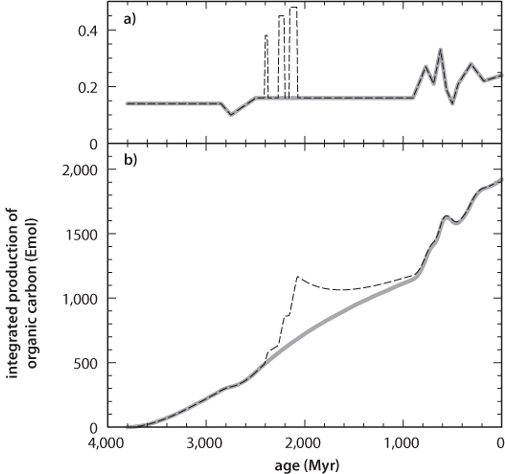 a)
0.4
0.2
0
b)
2,000
1500
1,000
500
0
integrated production of
organic carbon (Emol)
4,000 3,000 2,000 1,000 0
age (Myr)